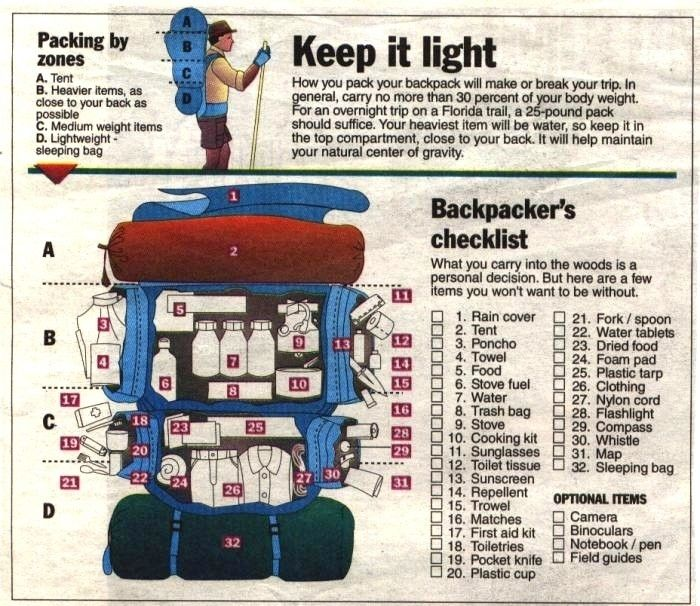 Packing by
zones
A. Tent
B. Heavier items, as
close to your back as
possible
C. Medium weight items
D. Lightweight -
sleeping bag
A
B
C
D
Keep it light
How you pack your backpack will make or break your trip. In
general, carry no more than 30 percent of your body weight.
For an overnight trip on a Florida trail, a 25-pound pack
should suffice. Your heaviest item will be water, so keep it in
the top compartment, close to your back. It will help maintain
your natural center of gravity.
A
B
C
D
1
2
3
4
5
6
7
8
9
10
11
12
13
14
15
16
17
18
19
20
21
22
23
24
25
26
27
28
29
30
31
32
Backpacker's
checklist
What you carry into the woods is a
personal decision. But here are a few
items you won't want to be without.
1. Rain cover
2. Tent
3. Poncho
4. Towel
5. Food
6. Stove fuel
7. Water
8. Trash bag
9. Stove
10. Cooking kit
11. Sunglasses
12. Toilet tissue
13. Sunscreen
14. Repellent
15. Trowel
16. Matches
17. First aid kit
18. Toiletries
19. Pocket knife
20. Plastic cup
21. Fork / spoon
22. Water tablets
23. Dried food
24. Foam pad
25. Plastic tarp
26. Clothing
27. Nylon cord
28. Flashlight
29. Compass
30. Whistle
31. Map
32. Sleeping bag
OPTIONAL ITEMS
Camera
Binoculars
Notebook / pen
Field guides